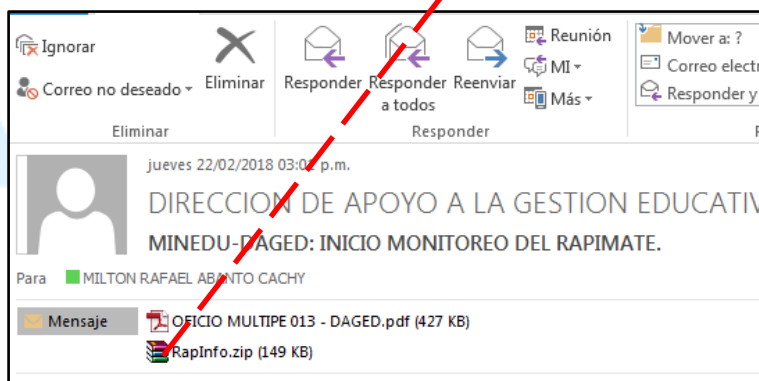 Ignorar
Correo no deseado
Eliminar
Responder
Responder a todos
Reenviar
Reunión
MI
Más
Mover a: ?
Correo electr
Responder y
Eliminar
Responder
jueves 22/02/2018 03:01 p.m.
DIRECCION DE APOYO A LA GESTION EDUCATIV
MINEDU-DAGED: INICIO MONITOREO DEL RAPIMATE.
Para MILTON RAFAEL ABANTO CACHY
Mensaje OFICIO MULTIPE 013 - DAGED.pdf (427 KB)
RapInfo.zip (149 KB)